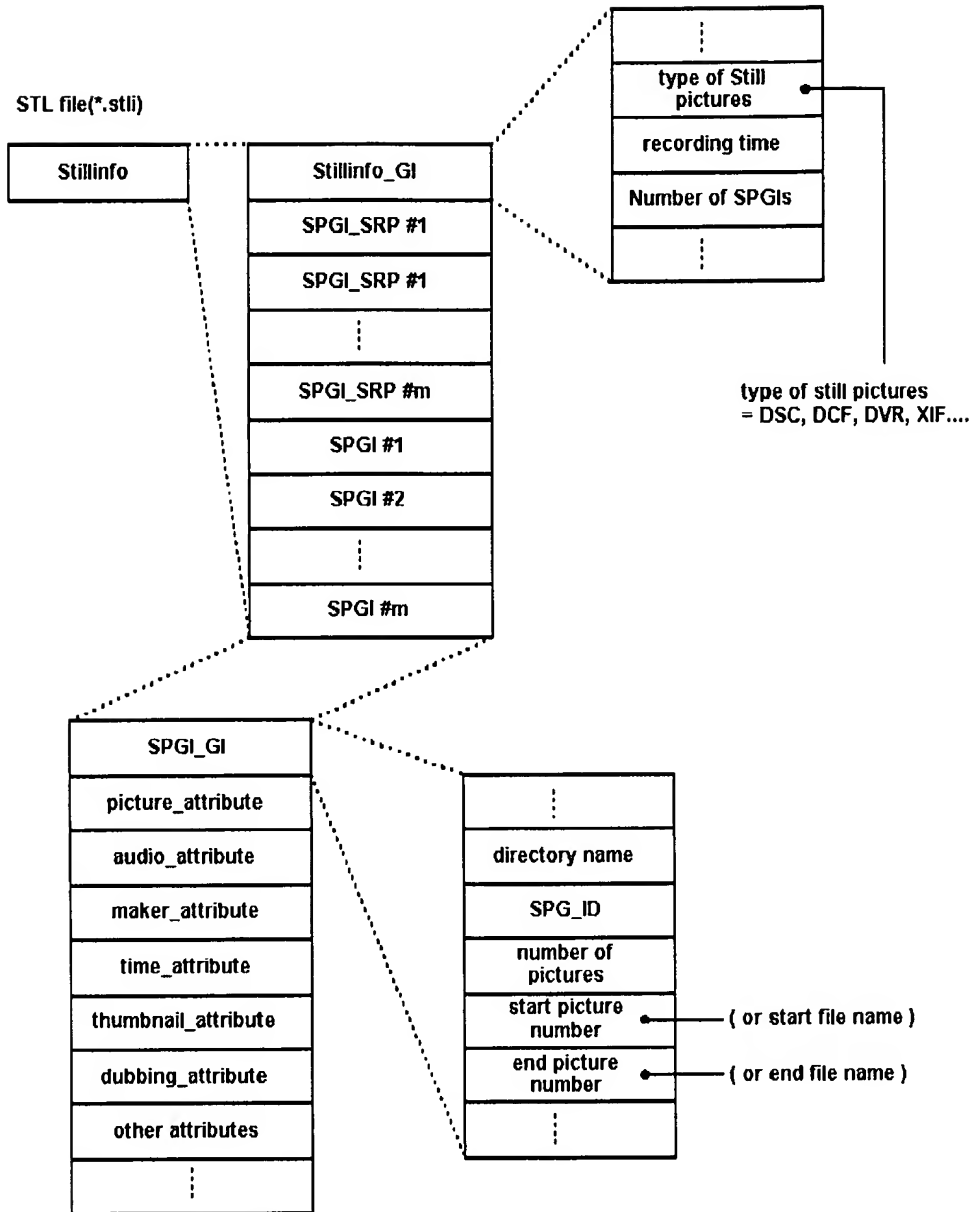 type of Still
pictures
recording time
Number of SPGIs
STL file(*.stli)
Stillinfo
Stillinfo_GI
SPGI_SRP #1
SPGI_SRP #1
SPGI_SRP #m
SPGI #1
SPGI #2
SPGI #m
type of still pictures
= DSC, DCF, DVR, XIF....
SPGI_GI
picture_attribute
audio_attribute
maker_attribute
time_attribute
thumbnail_attribute
dubbing_attribute
other attributes
directory name
SPG_ID
number of
pictures
start picture
number
( or start file name )
end picture
number
( or end file name )